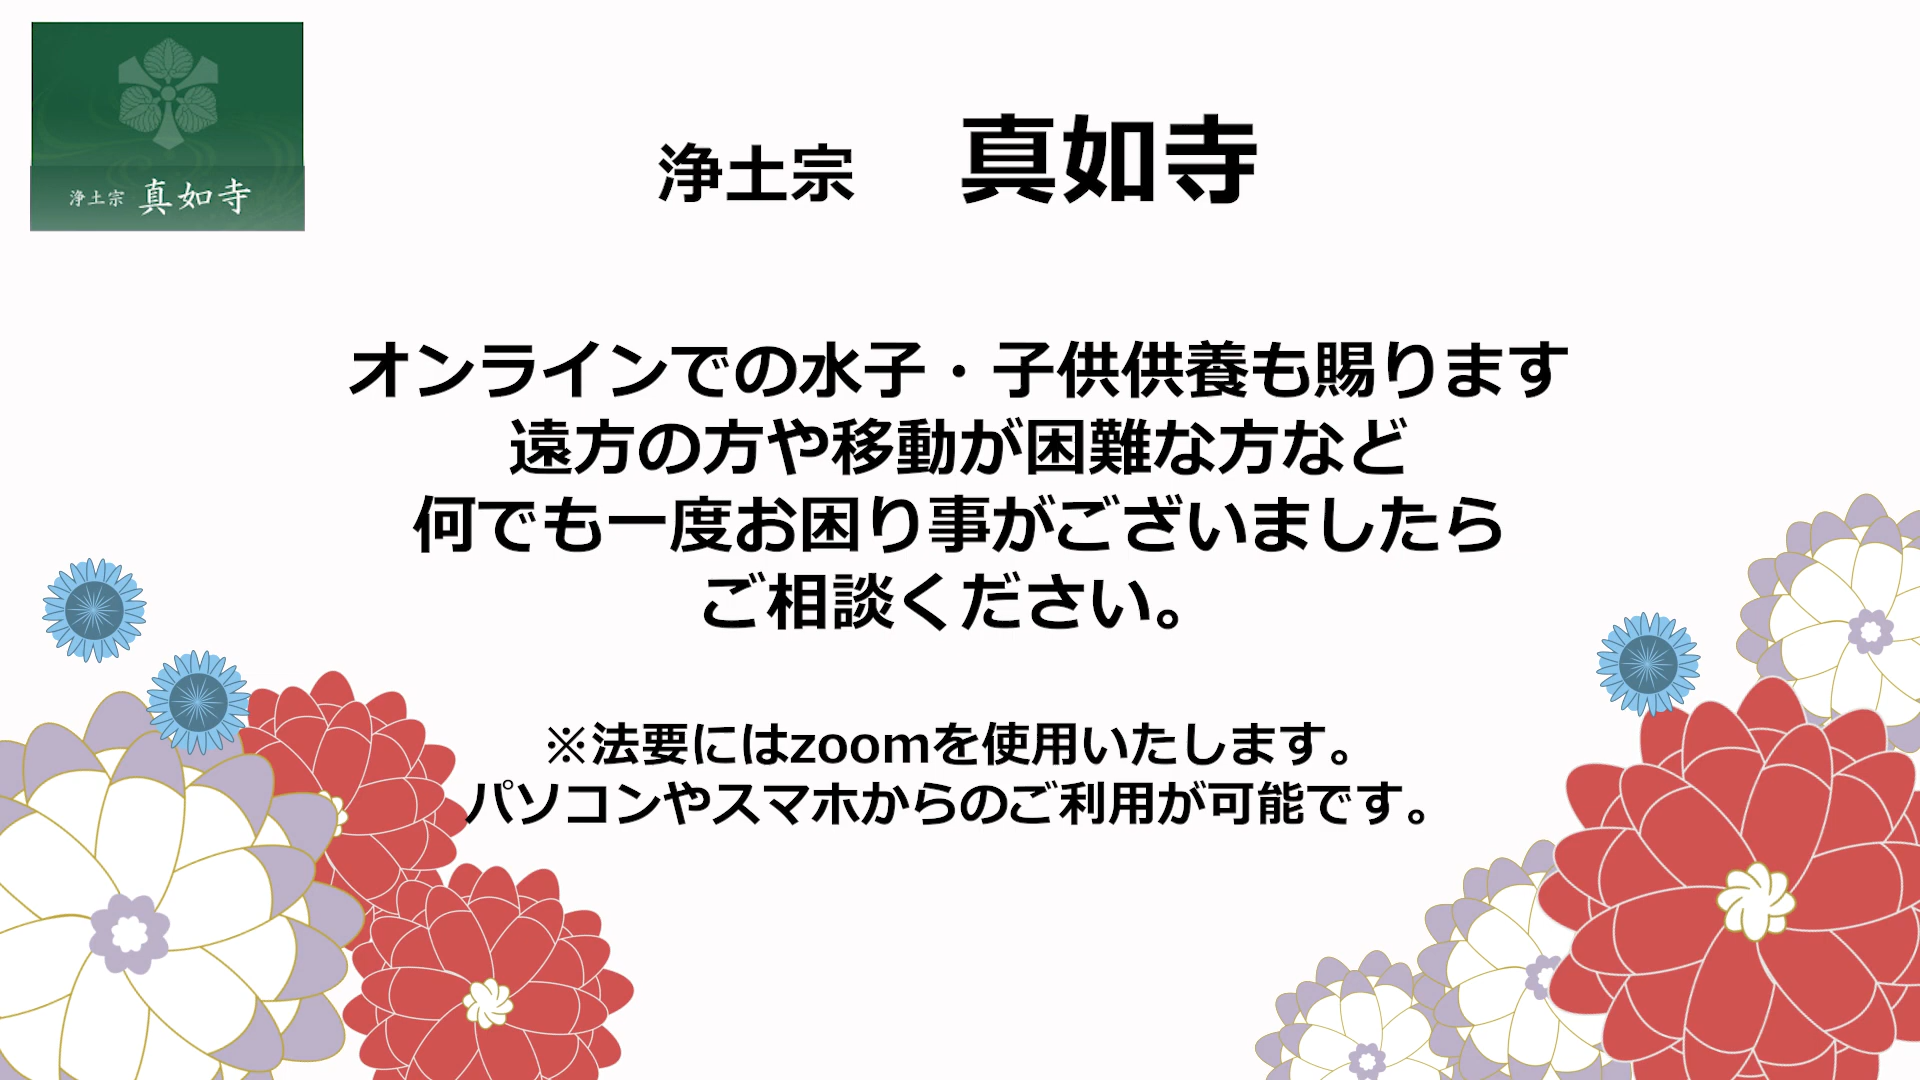 浄土宗 真如寺
浄土宗 真如寺
オンラインでの水子・子供供養も賜ります
遠方の方や移動が困難な方など
何でも一度お困り事がございましたら
ご相談ください。
※法要にはzoomを使用いたします。
パソコンやスマホからのご利用が可能です。